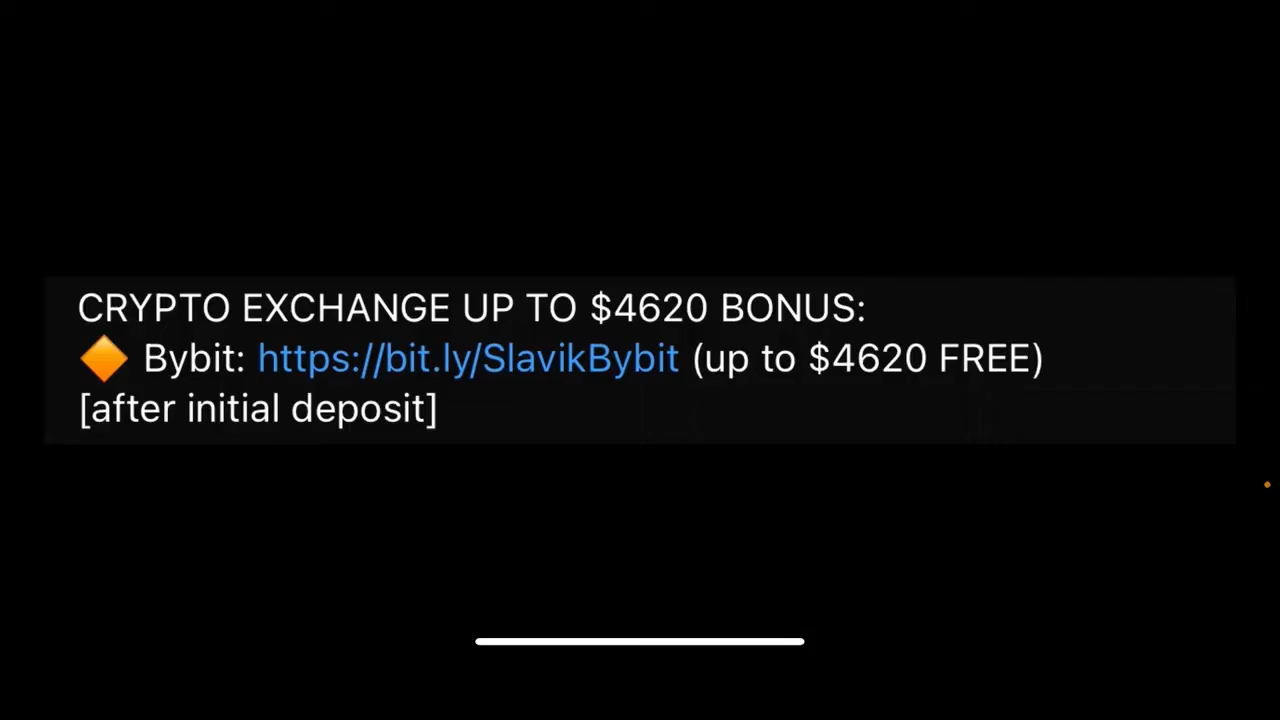 CRYPTO EXCHANGE UP TO $4620 BONUS:
🔶 Bybit: https://bit.ly/SlavikBybit (up to $4620 FREE)
[after initial deposit]